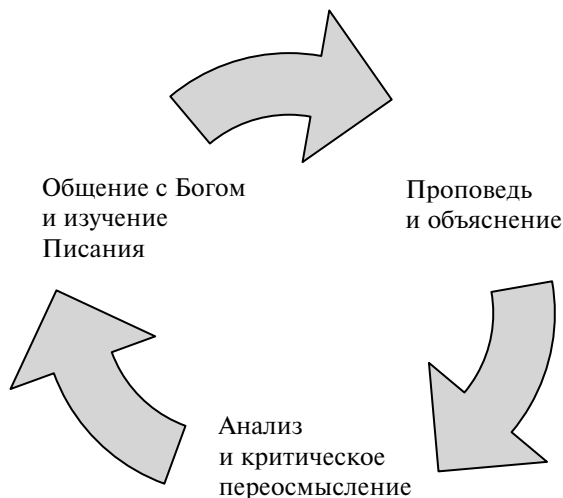 Общение с Богом
и изучение
Писания
Проповедь
и объяснение
Анализ
и критическое
переосмысление